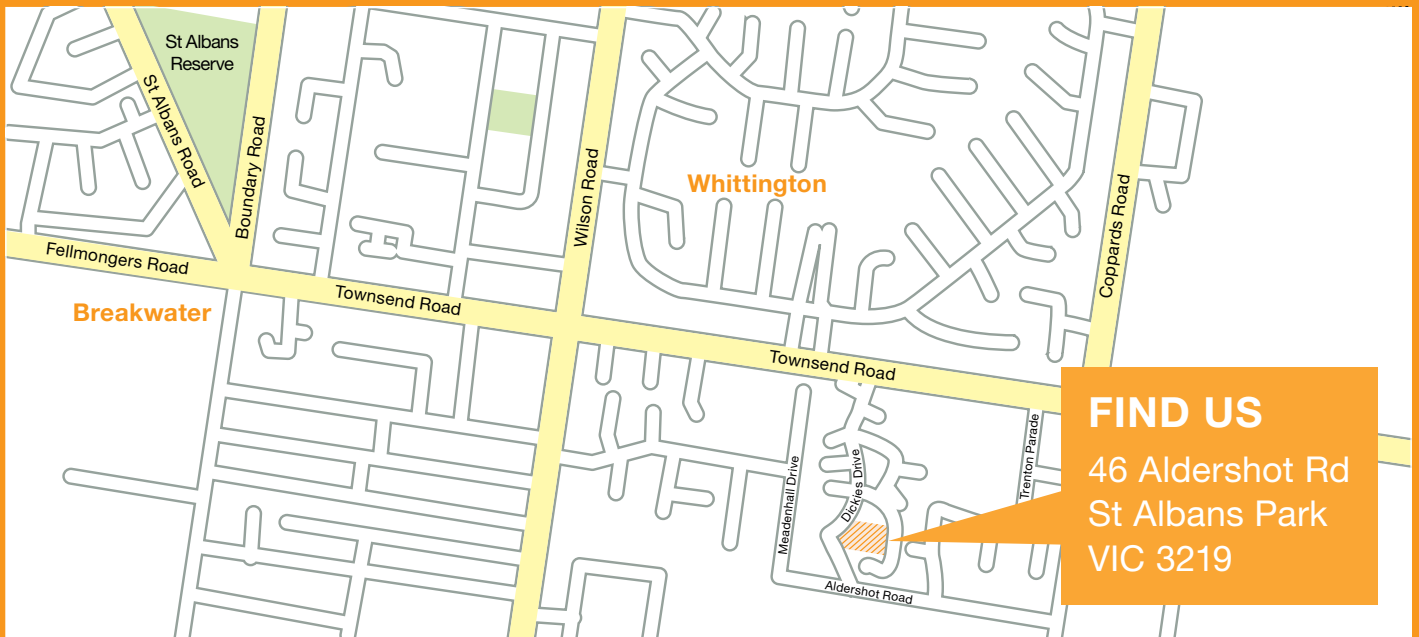 St Albans
Reserve
St Albans Road
Boundary Road
Wilson Road
Whittington
Coppards Road
Fellmongers Road
Breakwater
Townsend Road
Townsend Road
FIND US
46 Aldershot Rd
St Albans Park
VIC 3219
Meadenhall Drive
Dickies Drive
Trenton Parade
Aldershot Road